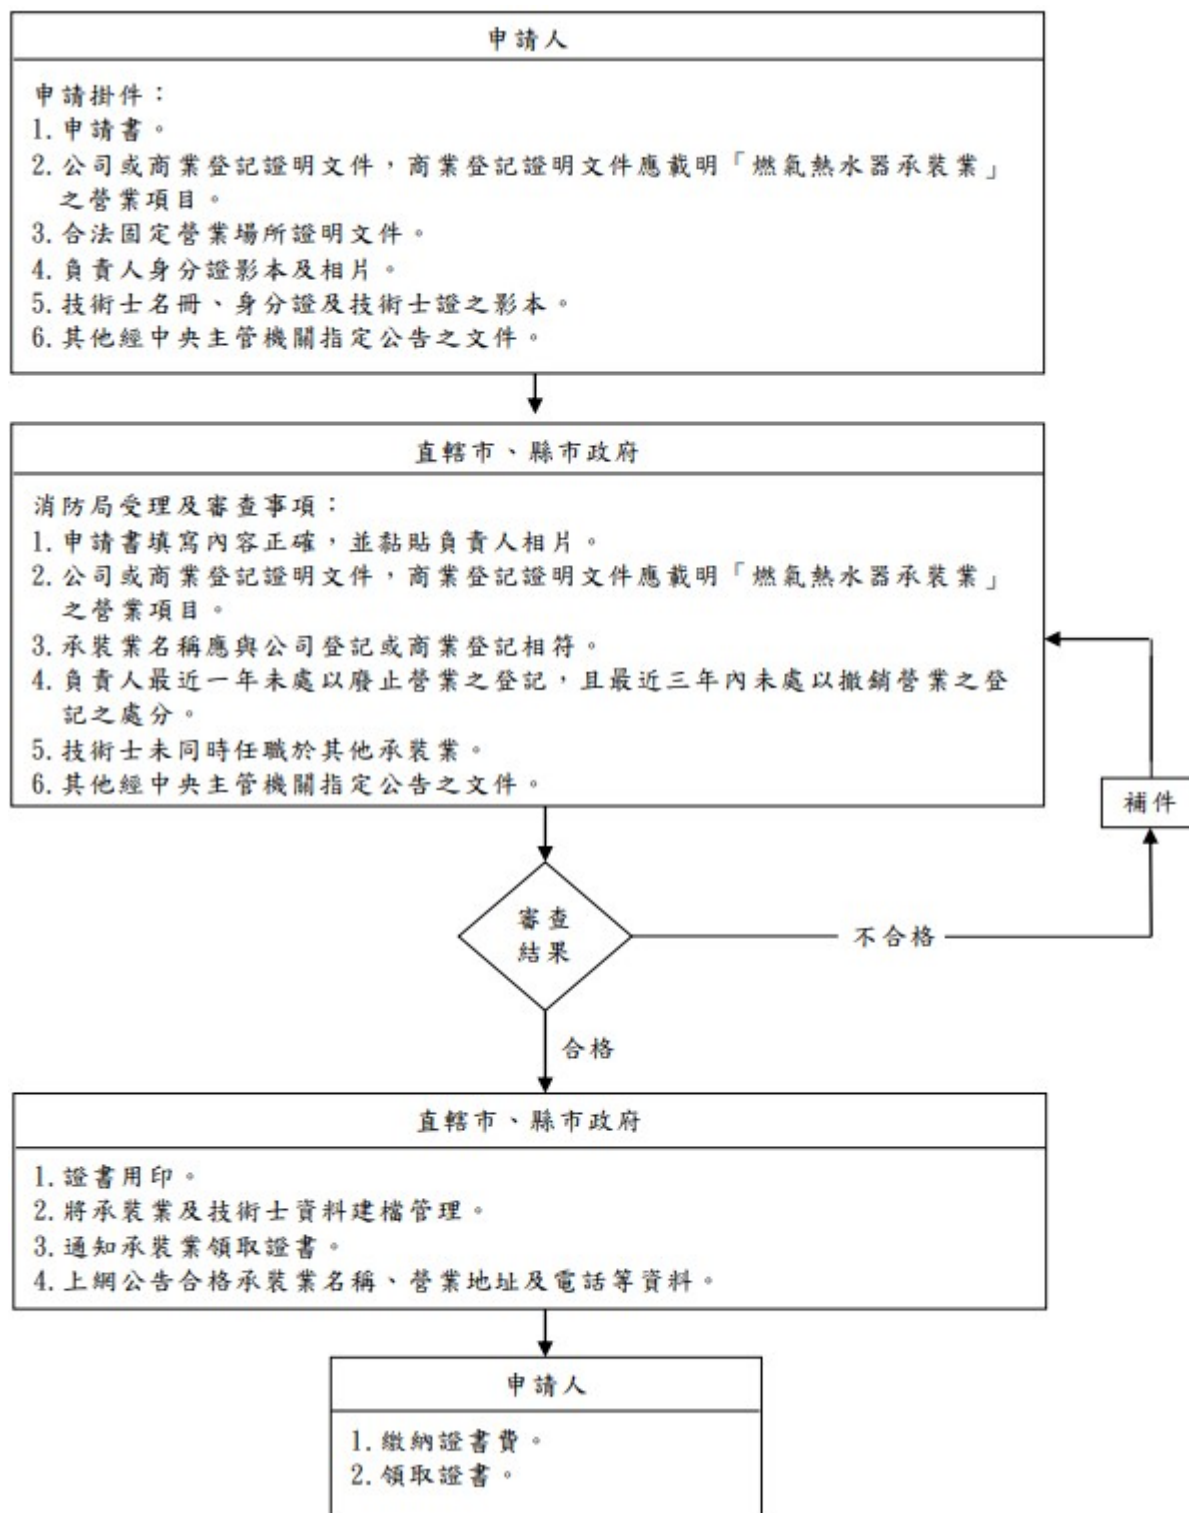 申請人
申請掛件：
1.申請書。
2.公司或商業登記證明文件，商業登記證明文件應載明「燃氣熱水器承裝業」
之營業項目。
3.合法固定營業場所證明文件。
4.負責人身分證影本及相片。
5.技術士名冊、身分證及技術士證之影本。
6.其他經中央主管機關指定公告之文件。
直轄市、縣市政府
消防局受理及審查事項：
1.申請書填寫內容正確，並黏貼負責人相片。
2.公司或商業登記證明文件，商業登記證明文件應載明「燃氣熱水器承裝業」
之營業項目。
3.承裝業名稱應與公司登記或商業登記相符。
4.負責人最近一年未處以廢止營業之登記，且最近三年內未處以撤銷營業之登
記之處分。
5.技術士未同時任職於其他承裝業。
6.其他經中央主管機關指定公告之文件。
補件
審查
結果
不合格
合格
直轄市、縣市政府
1.證書用印。
2.將承裝業及技術士資料建檔管理。
3.通知承裝業領取證書。
4.上網公告合格承裝業名稱、營業地址及電話等資料。
申請人
1.繳納證書費。
2.領取證書。